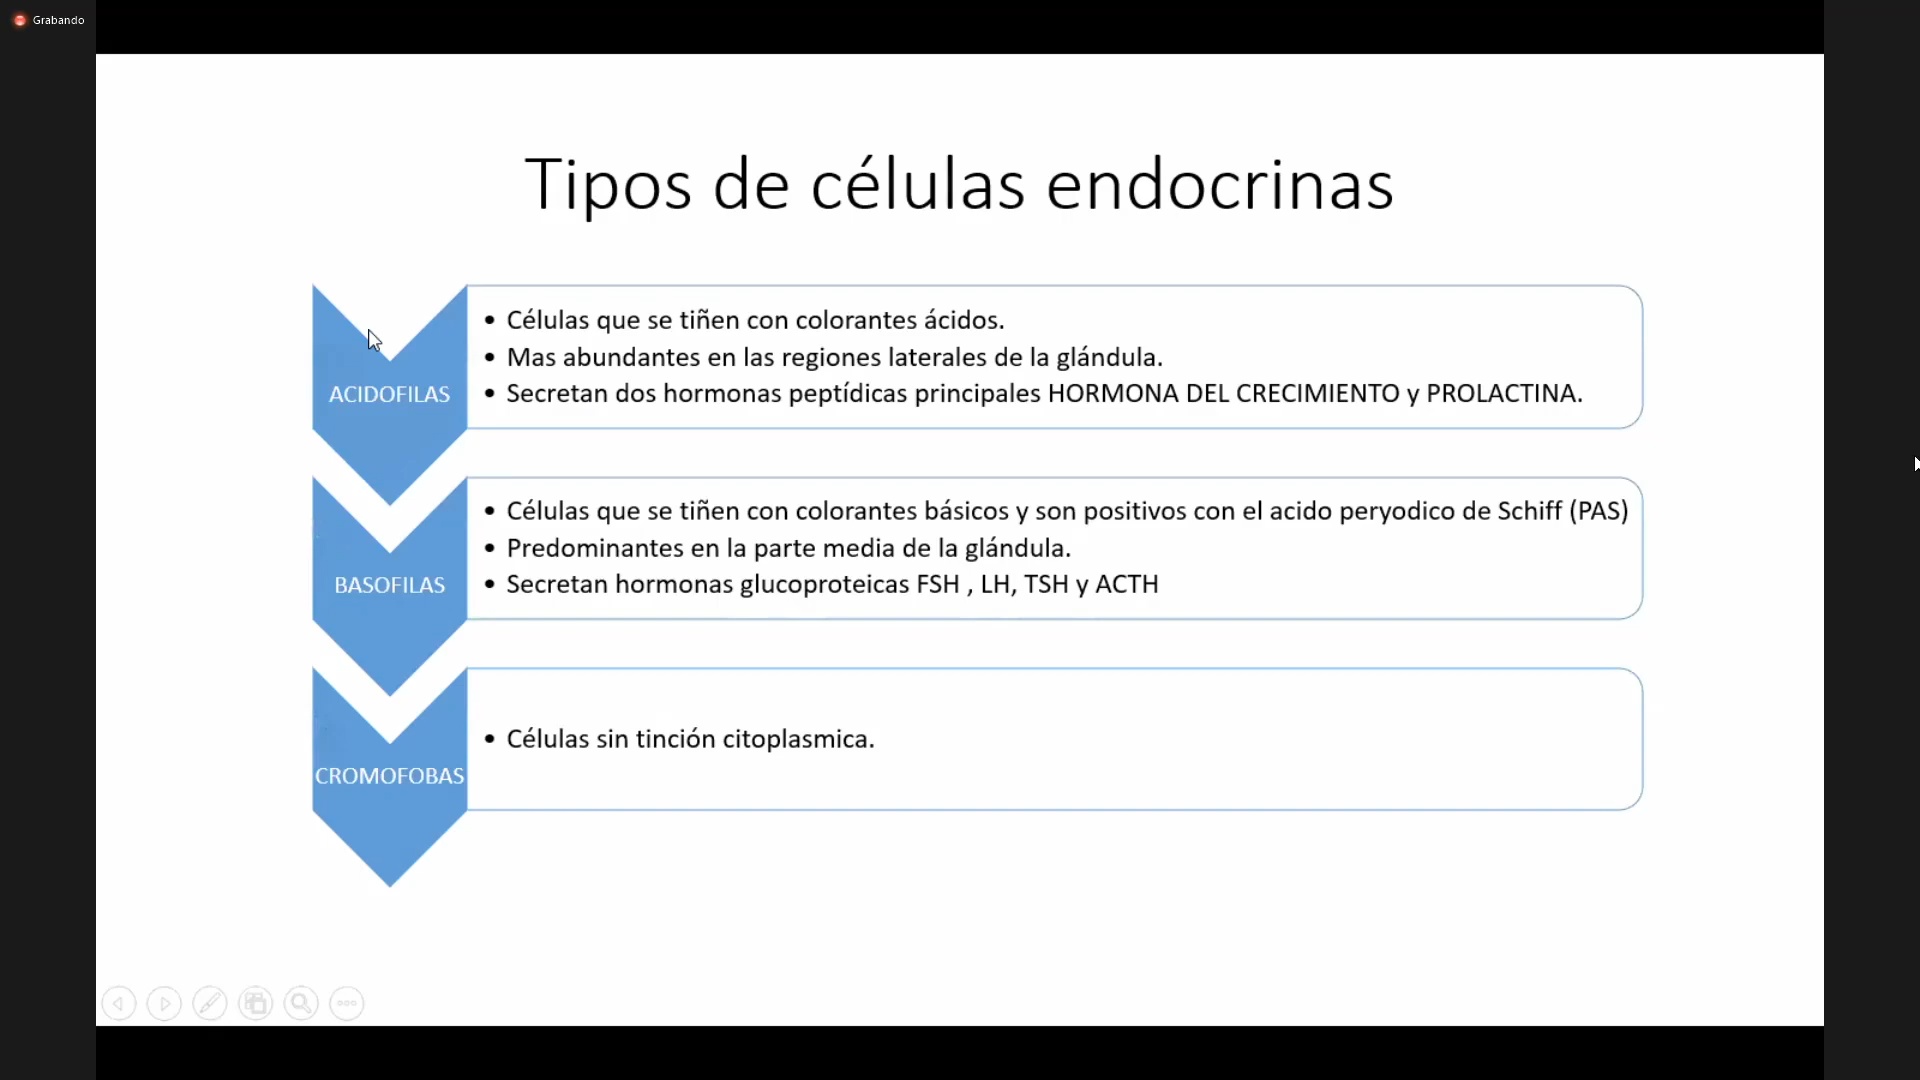 Grabando
Tipos de células endocrinas
ACIDOFILAS
• Células que se tiñen con colorantes ácidos.
• Mas abundantes en las regiones laterales de la glándula.
• Secretan dos hormonas peptídicas principales HORMONA DEL CRECIMIENTO y PROLACTINA.
BASOFILAS
• Células que se tiñen con colorantes básicos y son positivos con el acido peryodico de Schiff (PAS)
• Predominantes en la parte media de la glándula.
• Secretan hormonas glucoproteicas FSH , LH, TSH y ACTH
CROMOFOBAS
• Células sin tinción citoplasmica.